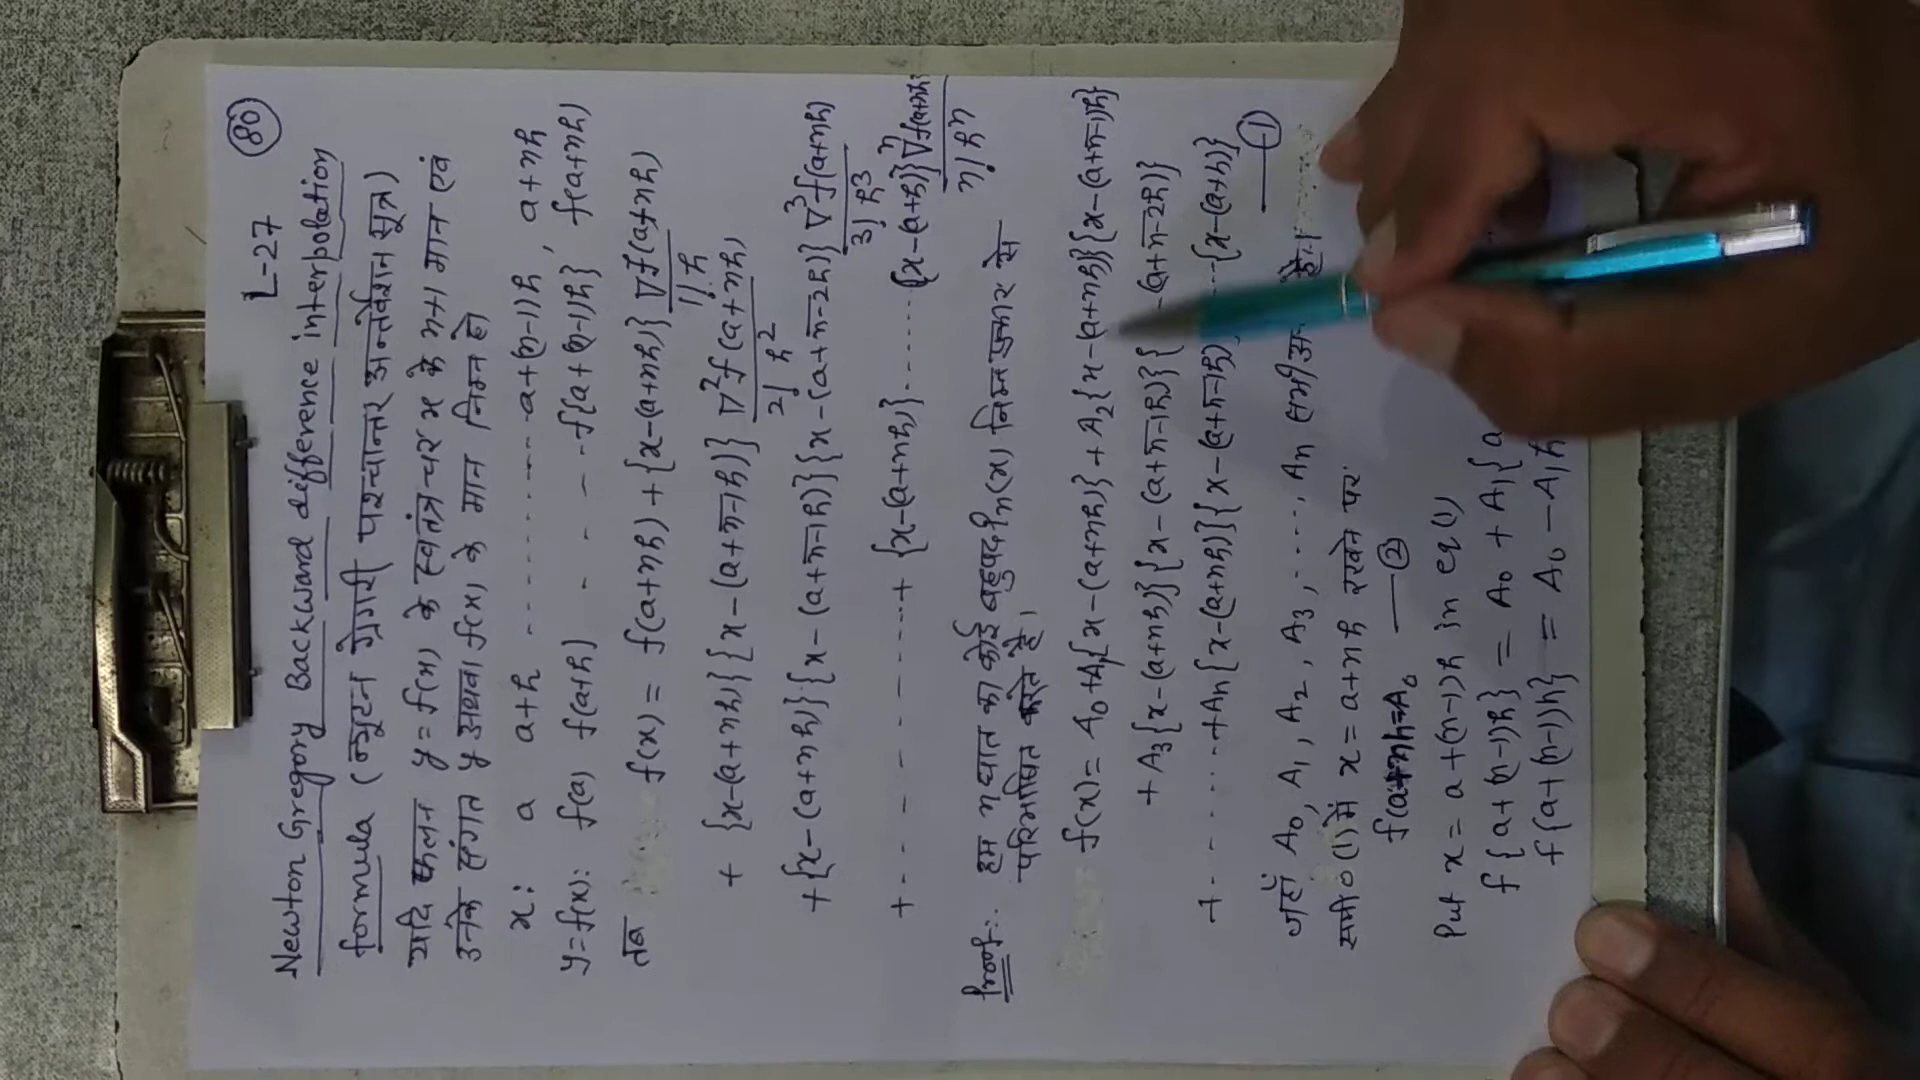 80
L-27
Newton Gregory Backward difference interpolation
formula (न्यूटन ग्रेगरी पश्चान्तर अन्तर्वेशन सूत्र)
यदि फलन y=f(x) के स्वतंत्र चर x के n+1 मान एवं
उनके संगत y अथवा f(x) के मान निम्न हो
x: a a+h ---------- a+(n-1)h, a+nh
y=f(x): f(a) f(a+h) - - - - f{a+(n-1)h}, f(a+nh)
तब f(x) = f(a+nh) + {x-(a+nh)} ∇f(a+nh)/1!h
+ {x-(a+nh)}{x-(a+n-1h)} ∇²f(a+nh)/2!h²
+{x-(a+nh)}{x-(a+n-1h)}{x-(a+n-2h)} ∇³f(a+nh)/3!h³
+ - - - - - - - - + {x-(a+nh)} ------ {x-(a+h)} ∇ⁿf(a+nh)/n!hⁿ
Proof:- हम n घात का कोई बहुपद Pn(x) निम्न प्रकार से
परिभाषित करते है।
f(x) = A0+A1{x-(a+nh)}+A2{x-(a+nh)}{x-(a+n-1)h}
+A3{x-(a+nh)}{x-(a+n-1h)}{ -(a+n-2h)}
+ - - - - - - +An{x-(a+nh)}{x-(a+n-1h) ---{x-(a+h)} —①
जहाँ A0, A1, A2, A3, ----, An सभी है।
समी0 (1) में x = a+nh रखने पर
f(a+nh=A0 —②
Put x = a+(n-1)h in eq (1)
f{a+(n-1)h} = A0 + A1{a
f{a+(n-1)h} = A0 - A1h